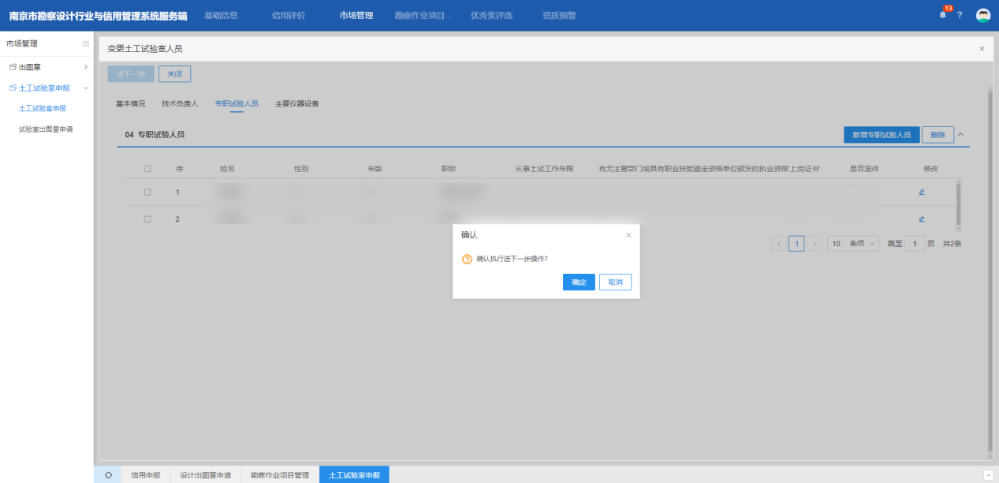 南京市勘察设计行业与信用管理系统服务端 基础信息 信用评价 市场管理 勘察作业项目... 优秀奖评选 资质预警 13 ?
市场管理
出图章
土工试验室申报
土工试验室申报
试验室出图章申请
变更土工试验室人员
送下一步 关闭
基本情况 技术负责人 专职试验人员 主要仪器设备
04 专职试验人员 新增专职试验人员 删除
序 姓名 性别 年龄 职称 从事土试工作年限 有无主管部门或具有职业技能鉴定资格单位颁发的执业资格'上岗证书' 是否退休 修改
1
2
1 10 条/页 跳至 1 页 共2条
确认
确认执行送下一步操作?
确定 取消
信用申报 设计出图章申请 勘察作业项目管理 土工试验室申报